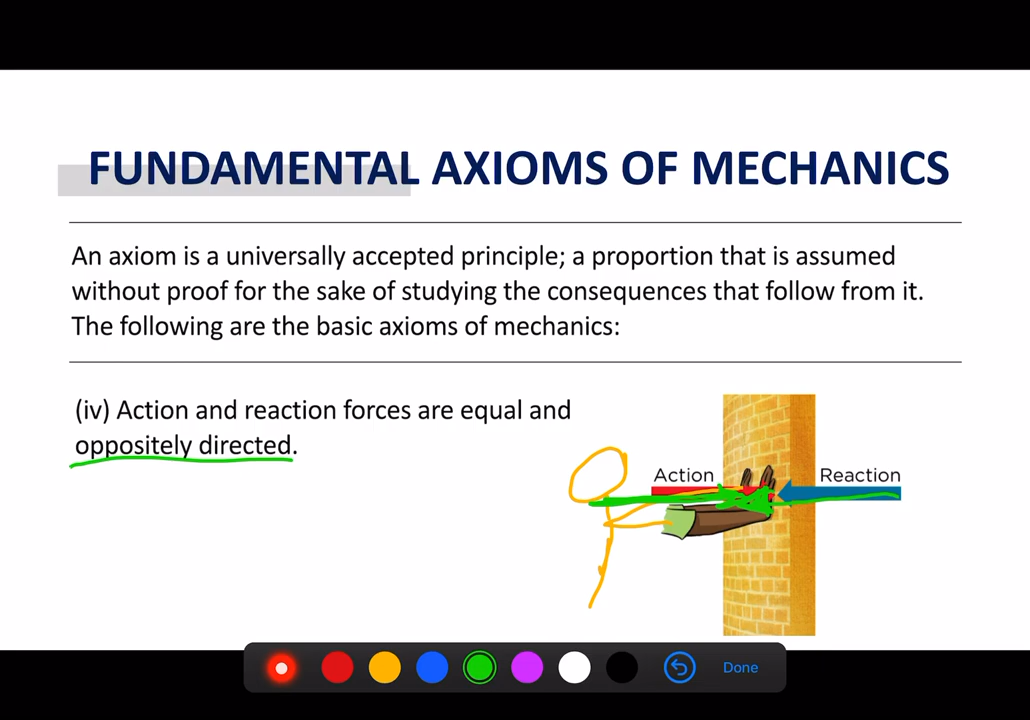 FUNDAMENTAL AXIOMS OF MECHANICS
An axiom is a universally accepted principle; a proportion that is assumed
without proof for the sake of studying the consequences that follow from it.
The following are the basic axioms of mechanics:
(iv) Action and reaction forces are equal and
oppositely directed.
Action
Reaction
Done